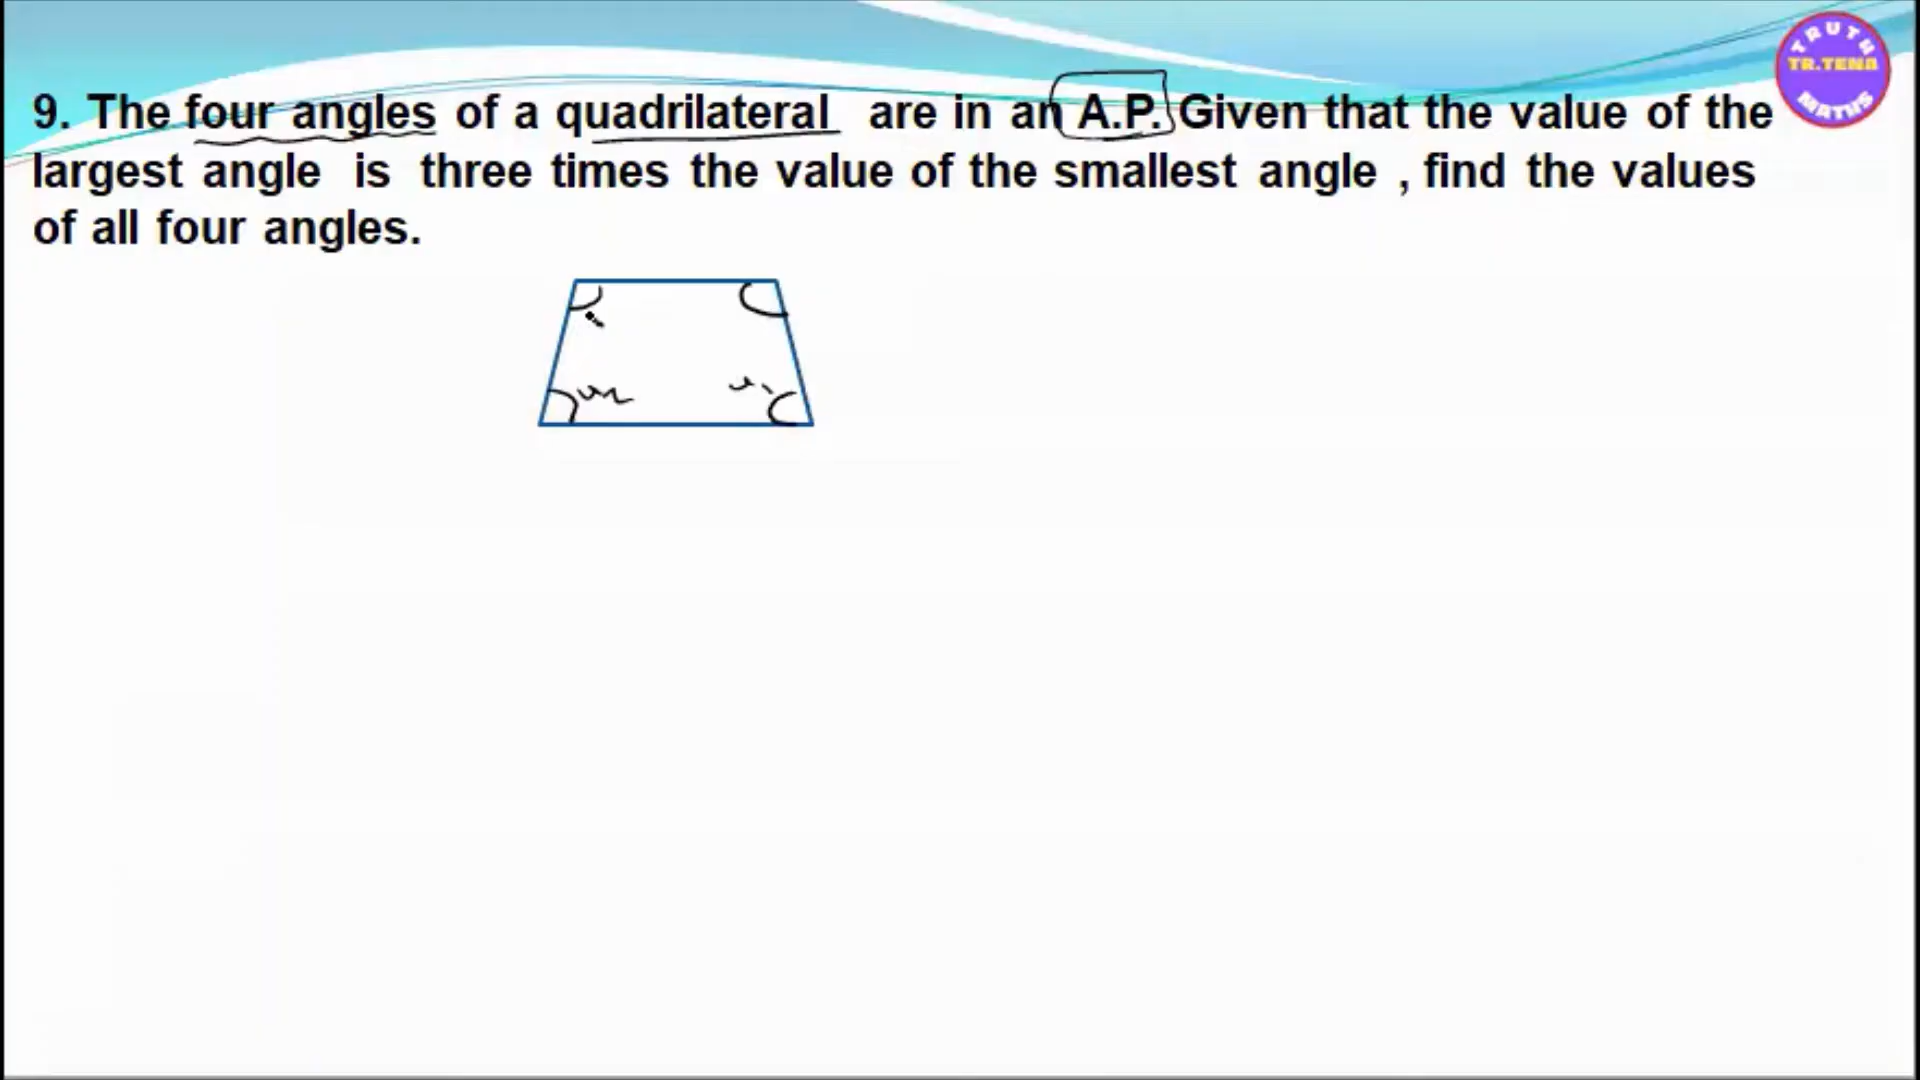 9. The four angles of a quadrilateral are in an A.P. Given that the value of the
largest angle is three times the value of the smallest angle , find the values
of all four angles.
TRUTH
TR.TENA
MATHS